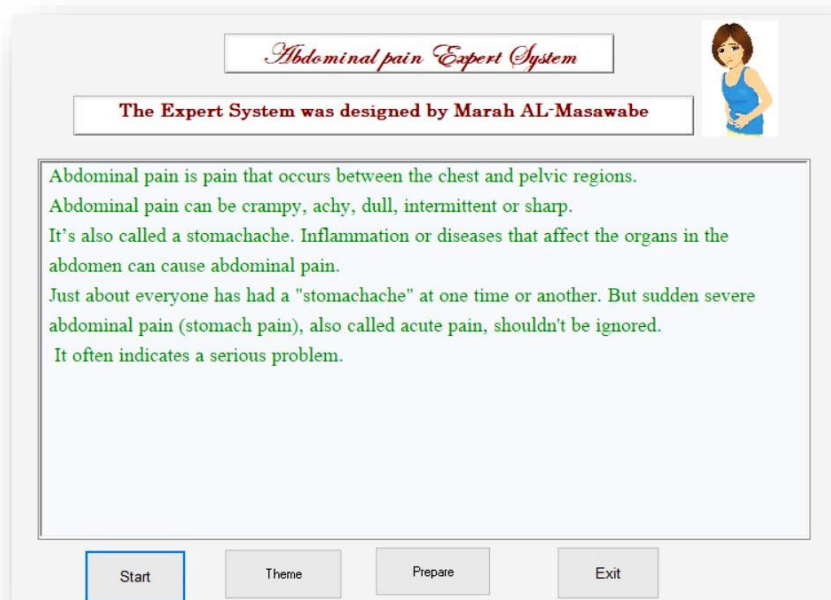 Abdominal pain Expert System
The Expert System was designed by Marah AL-Masawabe
Abdominal pain is pain that occurs between the chest and pelvic regions.
Abdominal pain can be crampy, achy, dull, intermittent or sharp.
It’s also called a stomachache. Inflammation or diseases that affect the organs in the
abdomen can cause abdominal pain.
Just about everyone has had a "stomachache" at one time or another. But sudden severe
abdominal pain (stomach pain), also called acute pain, shouldn't be ignored.
It often indicates a serious problem.
Start Theme Prepare Exit